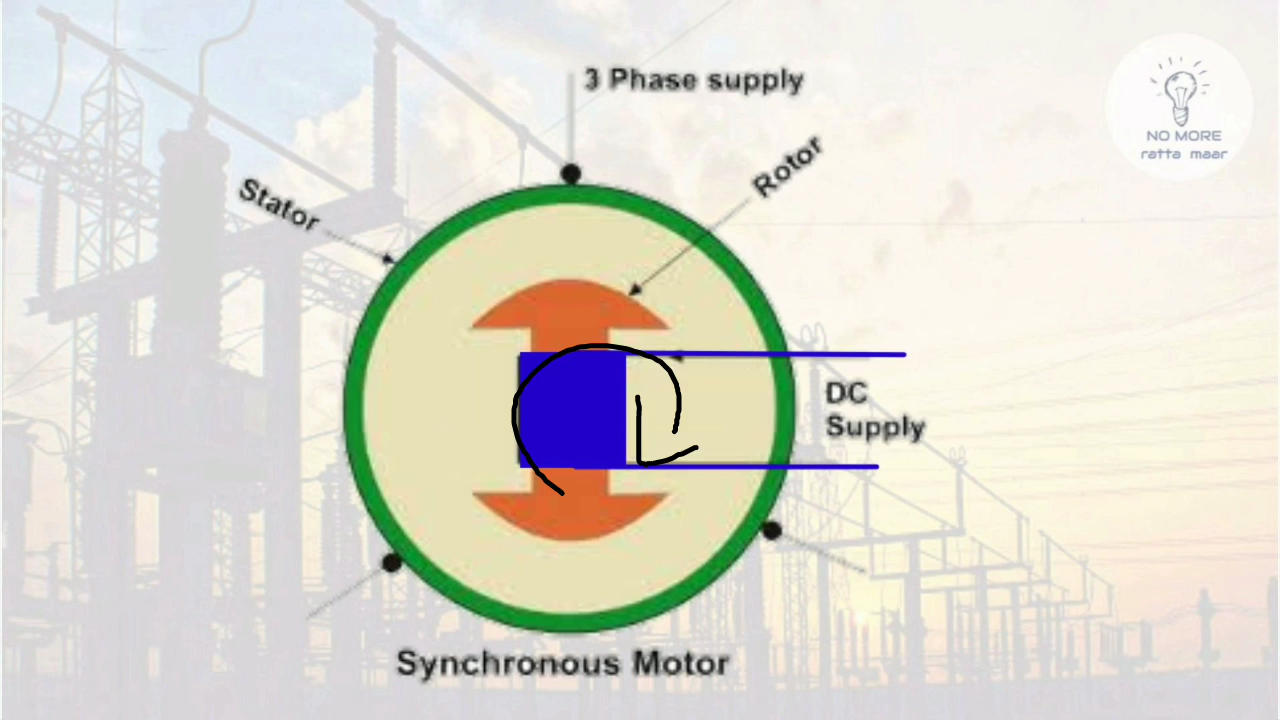 3 Phase supply
NO MORE
ratta maar
Rotor
Stator
DC
Supply
Synchronous Motor